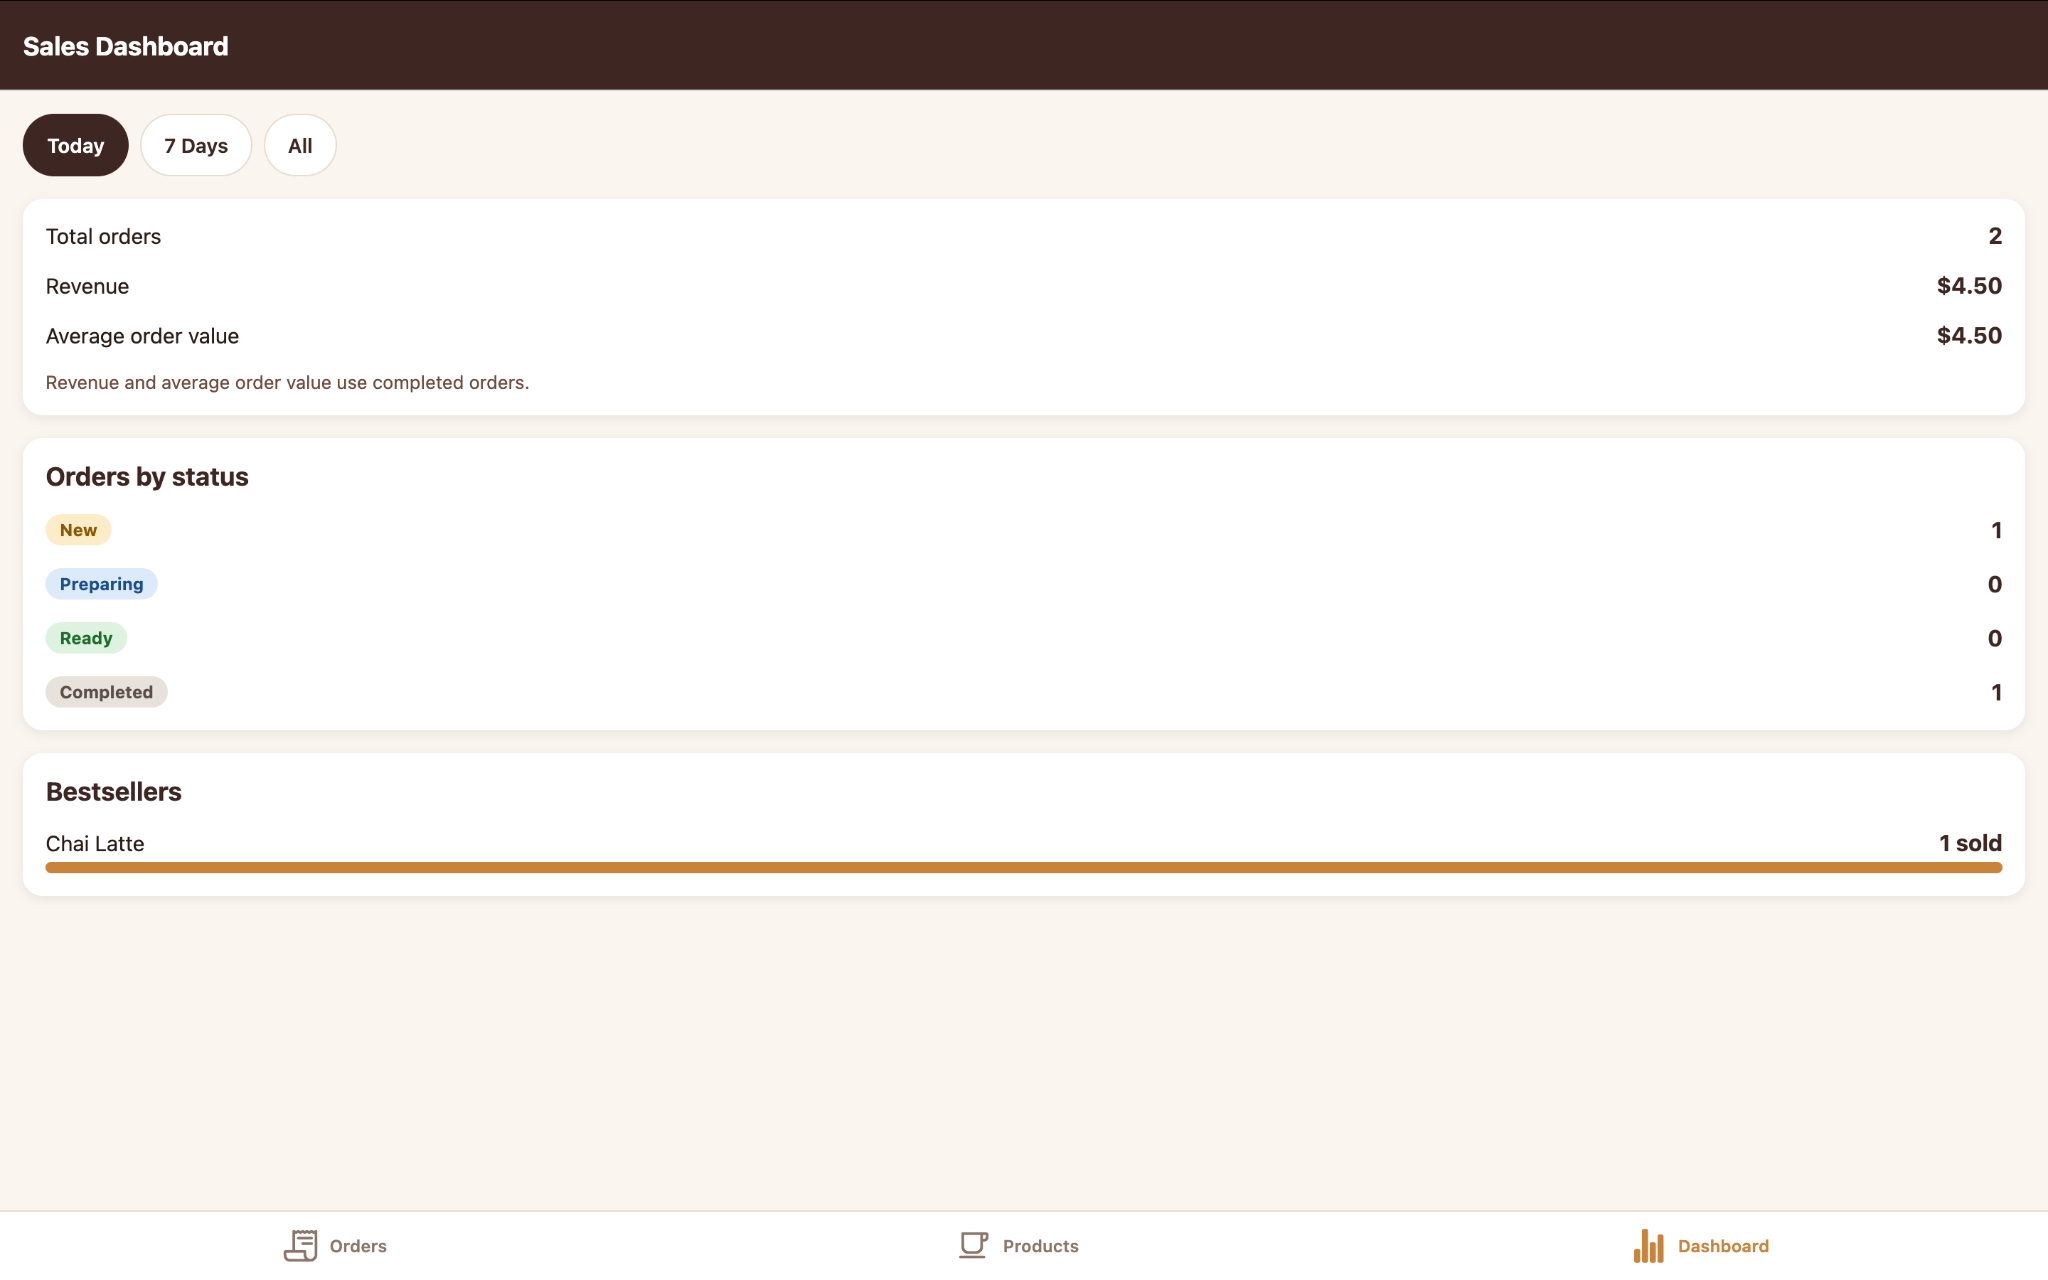 Sales Dashboard
Today 7 Days All
Total orders 2
Revenue $4.50
Average order value $4.50
Revenue and average order value use completed orders.
Orders by status
New 1
Preparing 0
Ready 0
Completed 1
Bestsellers
Chai Latte 1 sold
Orders Products Dashboard